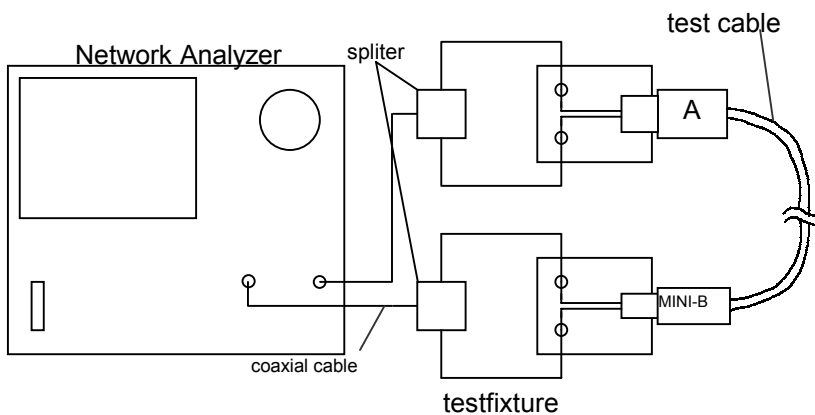 test cable
Network Analyzer
spliter
A
MINI-B
coaxial cable
testfixture